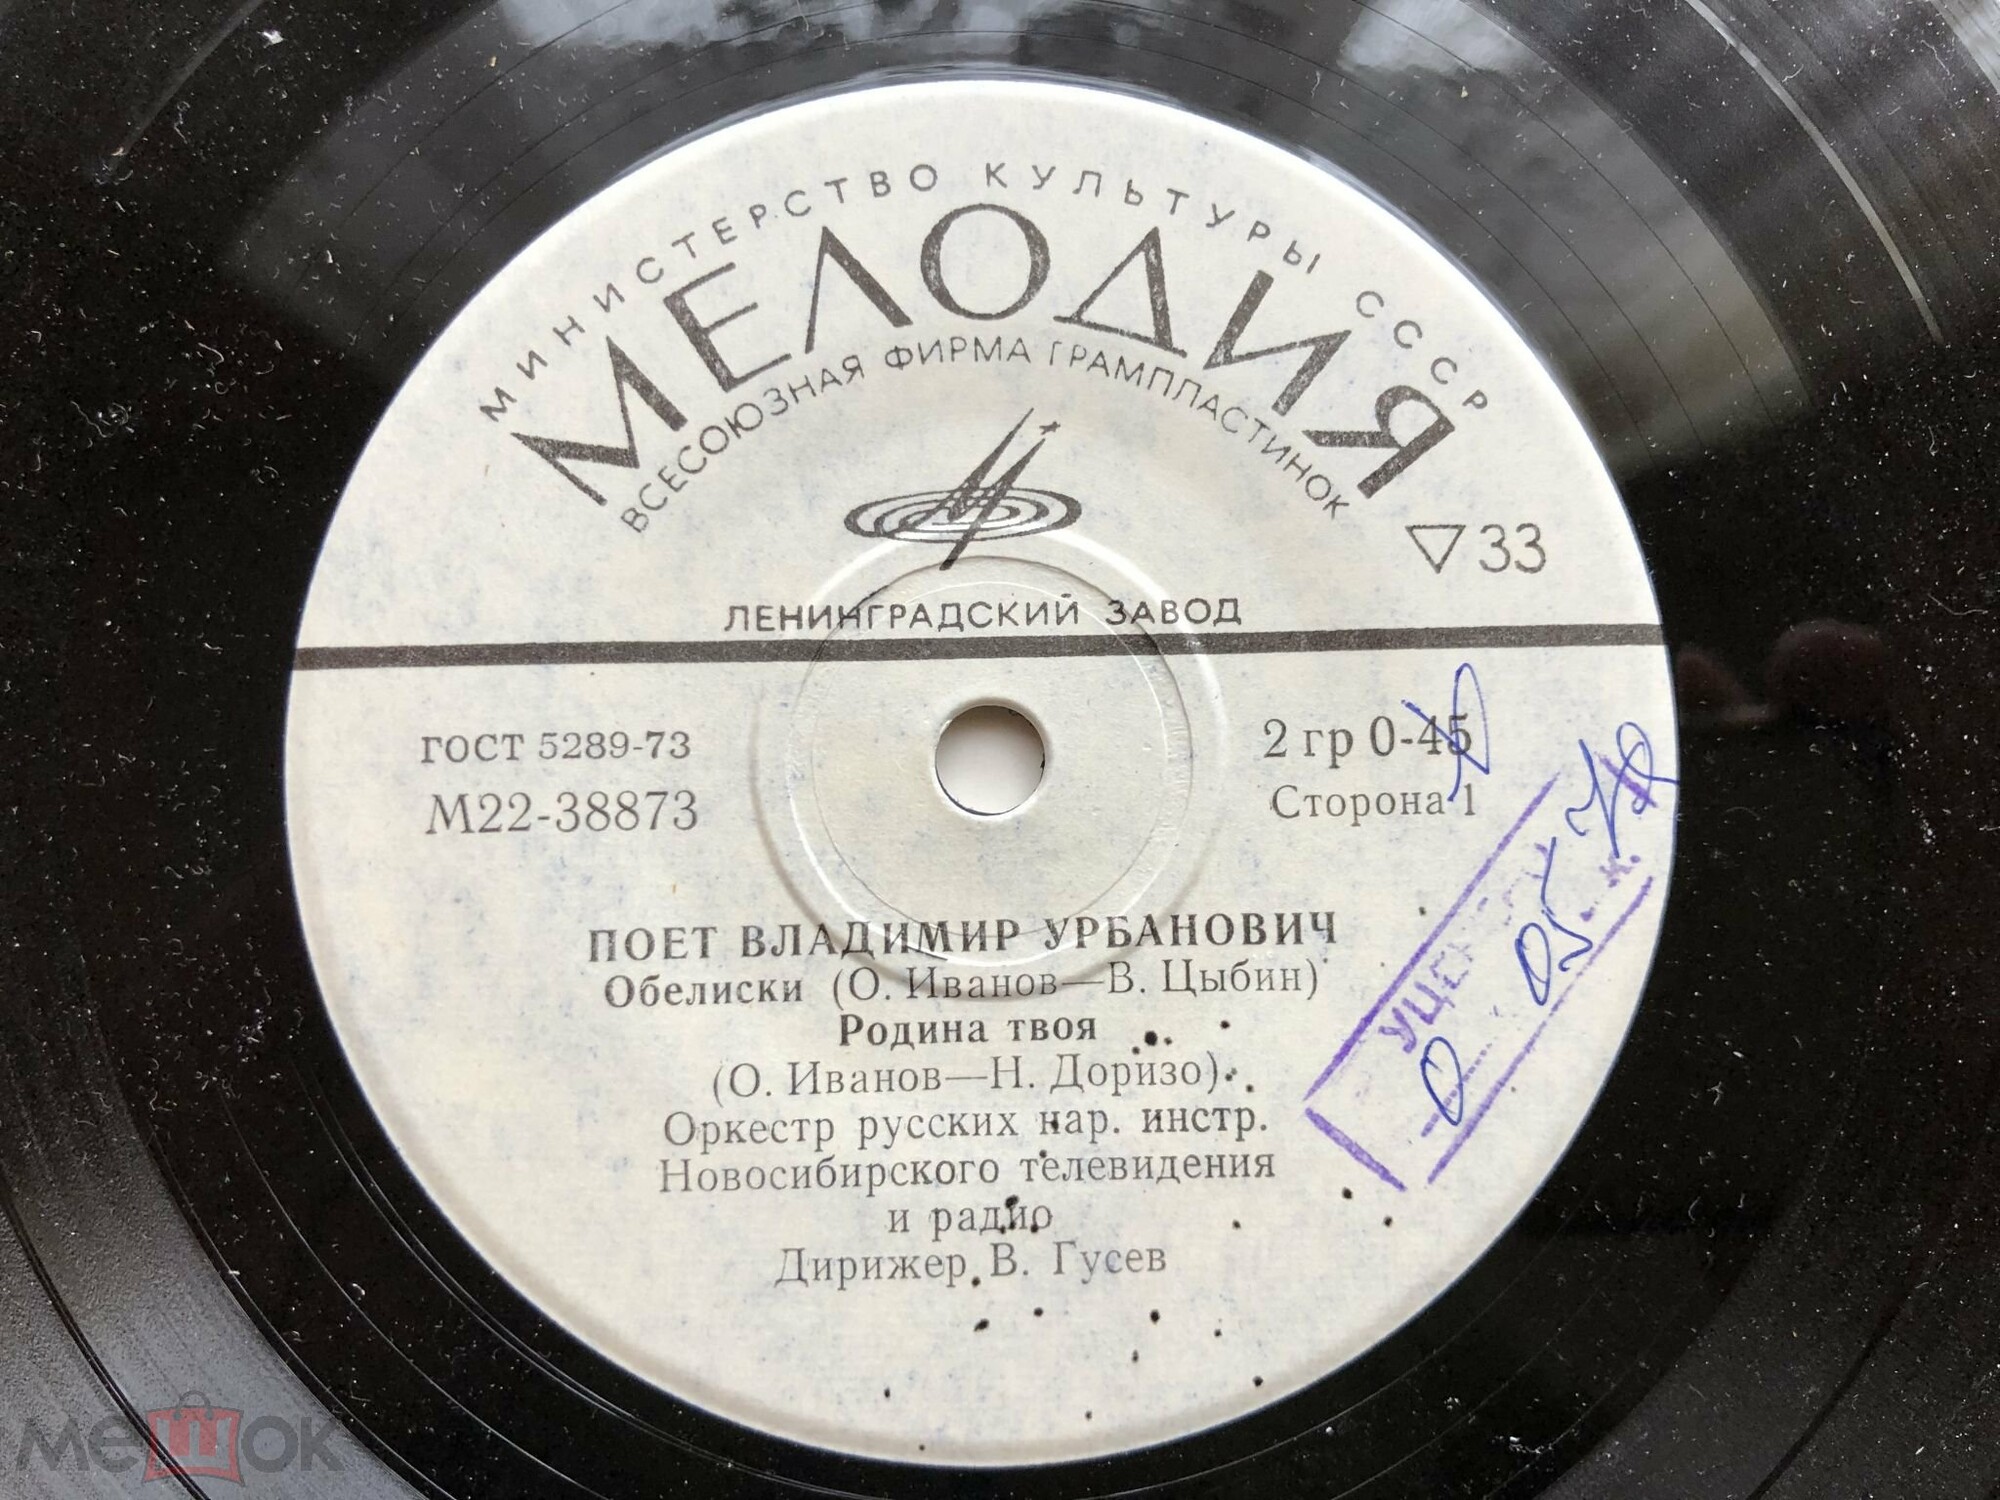 МИНИСТЕРСТВО КУЛЬТУРЫ СССР
МЕЛОДИЯ
ВСЕСОЮЗНАЯ ФИРМА ГРАМПЛАСТИНОК
▽33
ЛЕНИНГРАДСКИЙ ЗАВОД
ГОСТ 5289-73
2 гр 0-45
М22-38873
Сторона 1
ПОЕТ ВЛАДИМИР УРБАНОВИЧ
Обелиски (О. Иванов—В. Цыбин)
Родина твоя
(О. Иванов—Н. Доризо)
Оркестр русских нар. инстр.
Новосибирского телевидения
и радио
Дирижер В. Гусев
0 05
мешок